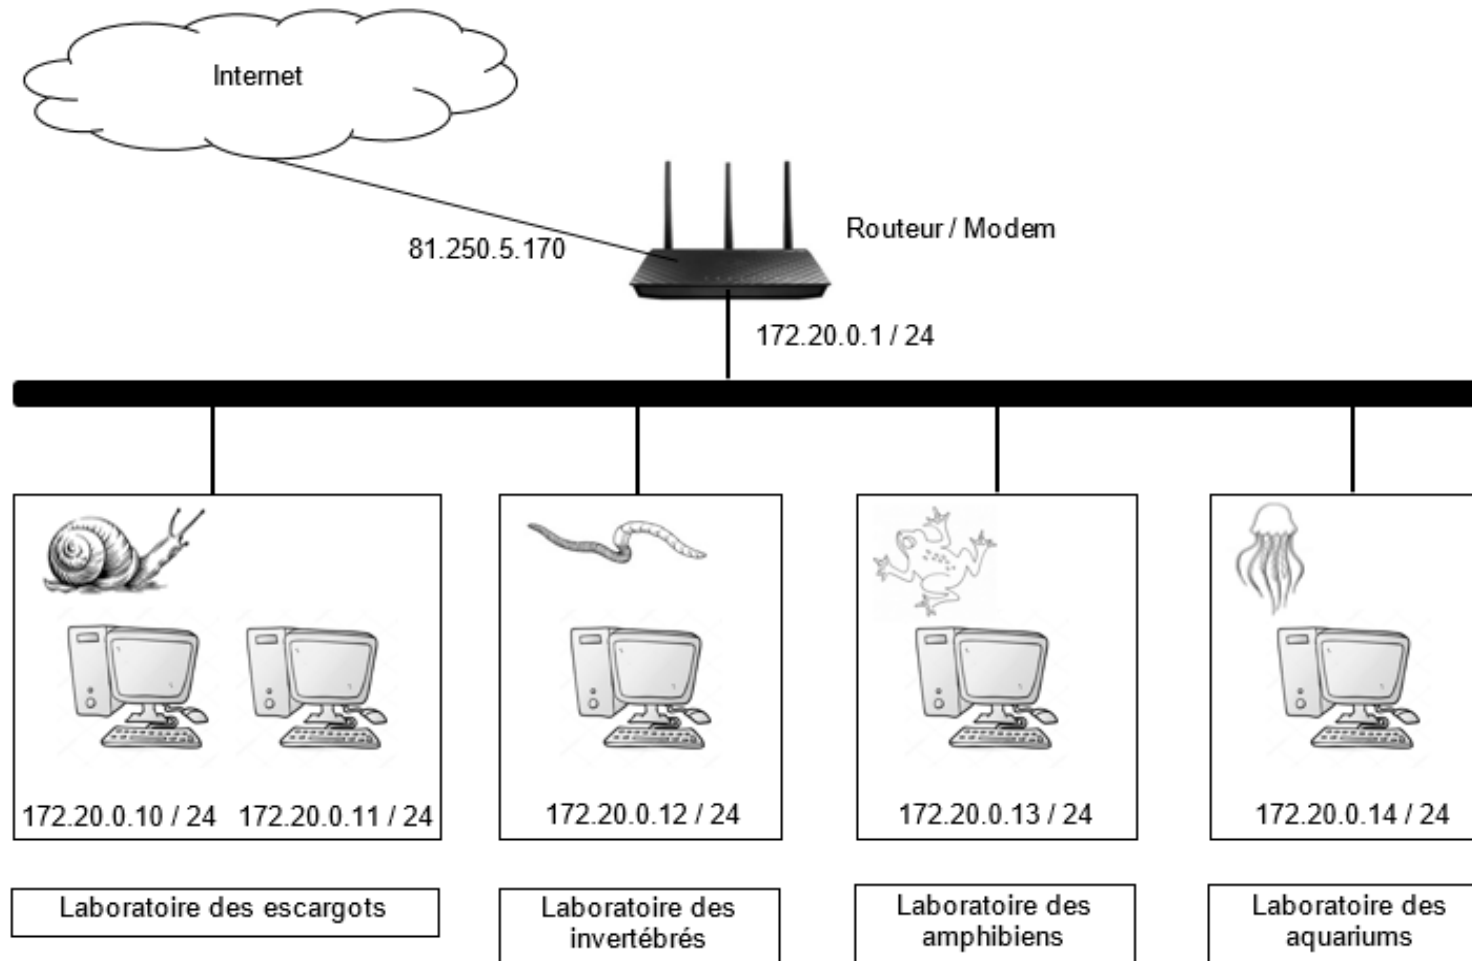 Internet
Routeur / Modem
81.250.5.170
172.20.0.1 / 24
172.20.0.10 / 24
172.20.0.11 / 24
172.20.0.12 / 24
172.20.0.13 / 24
172.20.0.14 / 24
Laboratoire des escargots
Laboratoire des
invertébrés
Laboratoire des
amphibiens
Laboratoire des
aquariums